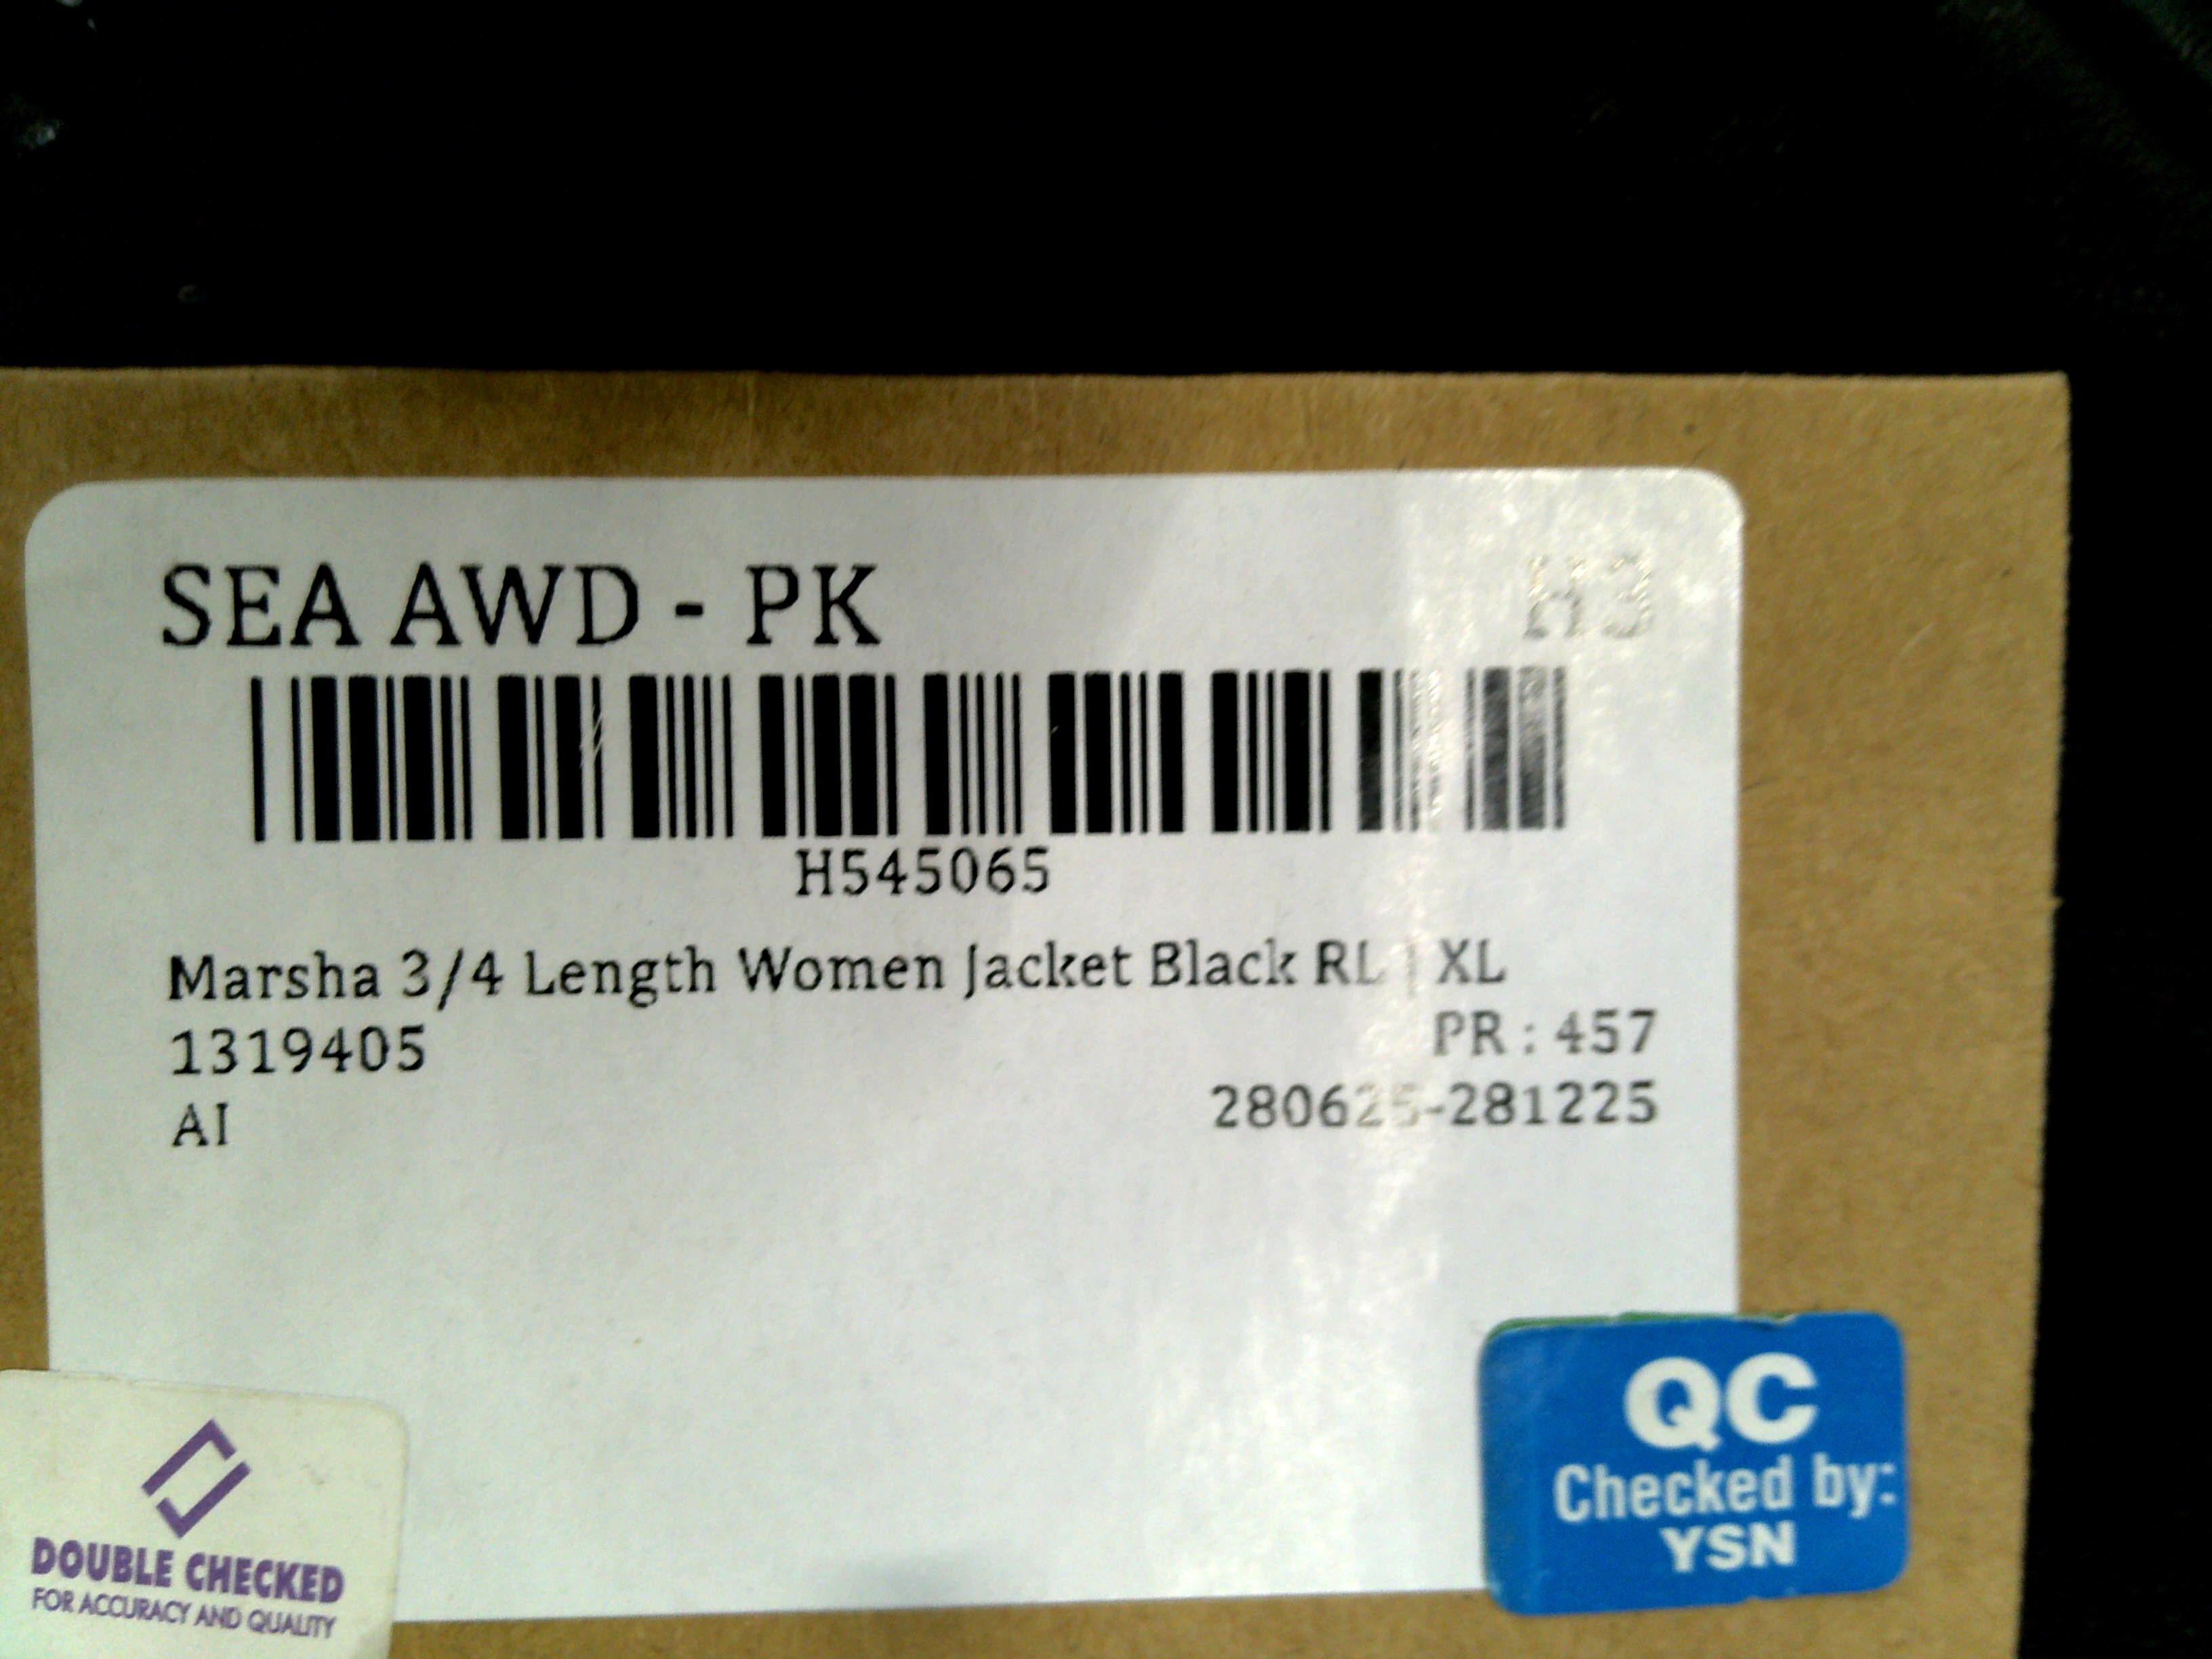 SEA AWD - PK H3
H545065
Marsha 3/4 Length Women Jacket Black RL | XL
1319405 PR : 457
AI 280625-281225
QC
Checked by:
YSN
DOUBLE CHECKED
FOR ACCURACY AND QUALITY